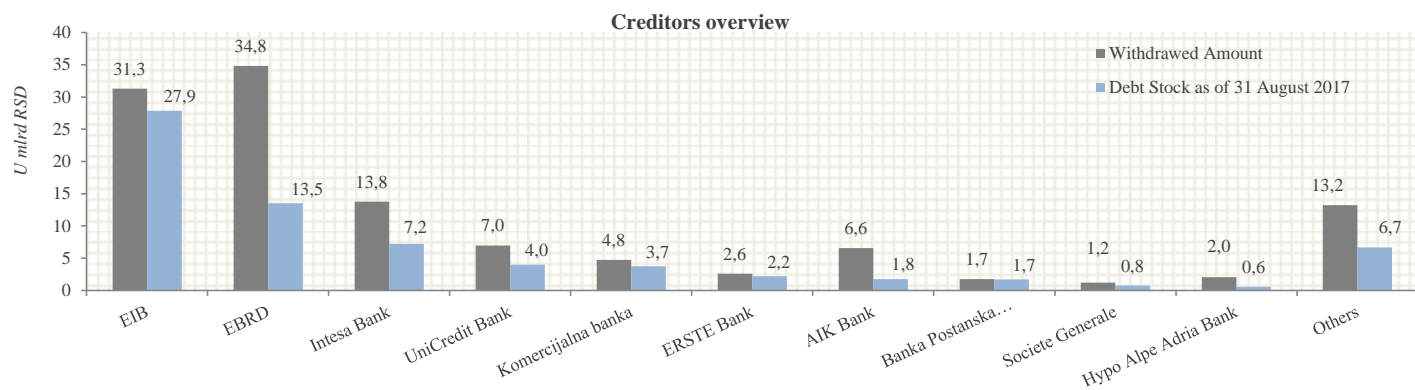 Creditors overview
U mlrd RSD
40
35
30
25
20
15
10
5
0
31,3
27,9
34,8
13,5
13,8
7,2
7,0
4,0
4,8
3,7
2,6
2,2
6,6
1,8
1,7
1,7
1,2
0,8
2,0
0,6
13,2
6,7
Withdrawed Amount
Debt Stock as of 31 August 2017
EIB
EBRD
Intesa Bank
UniCredit Bank
Komercijalna banka
ERSTE Bank
AIK Bank
Banka Postanska…
Societe Generale
Hypo Alpe Adria Bank
Others